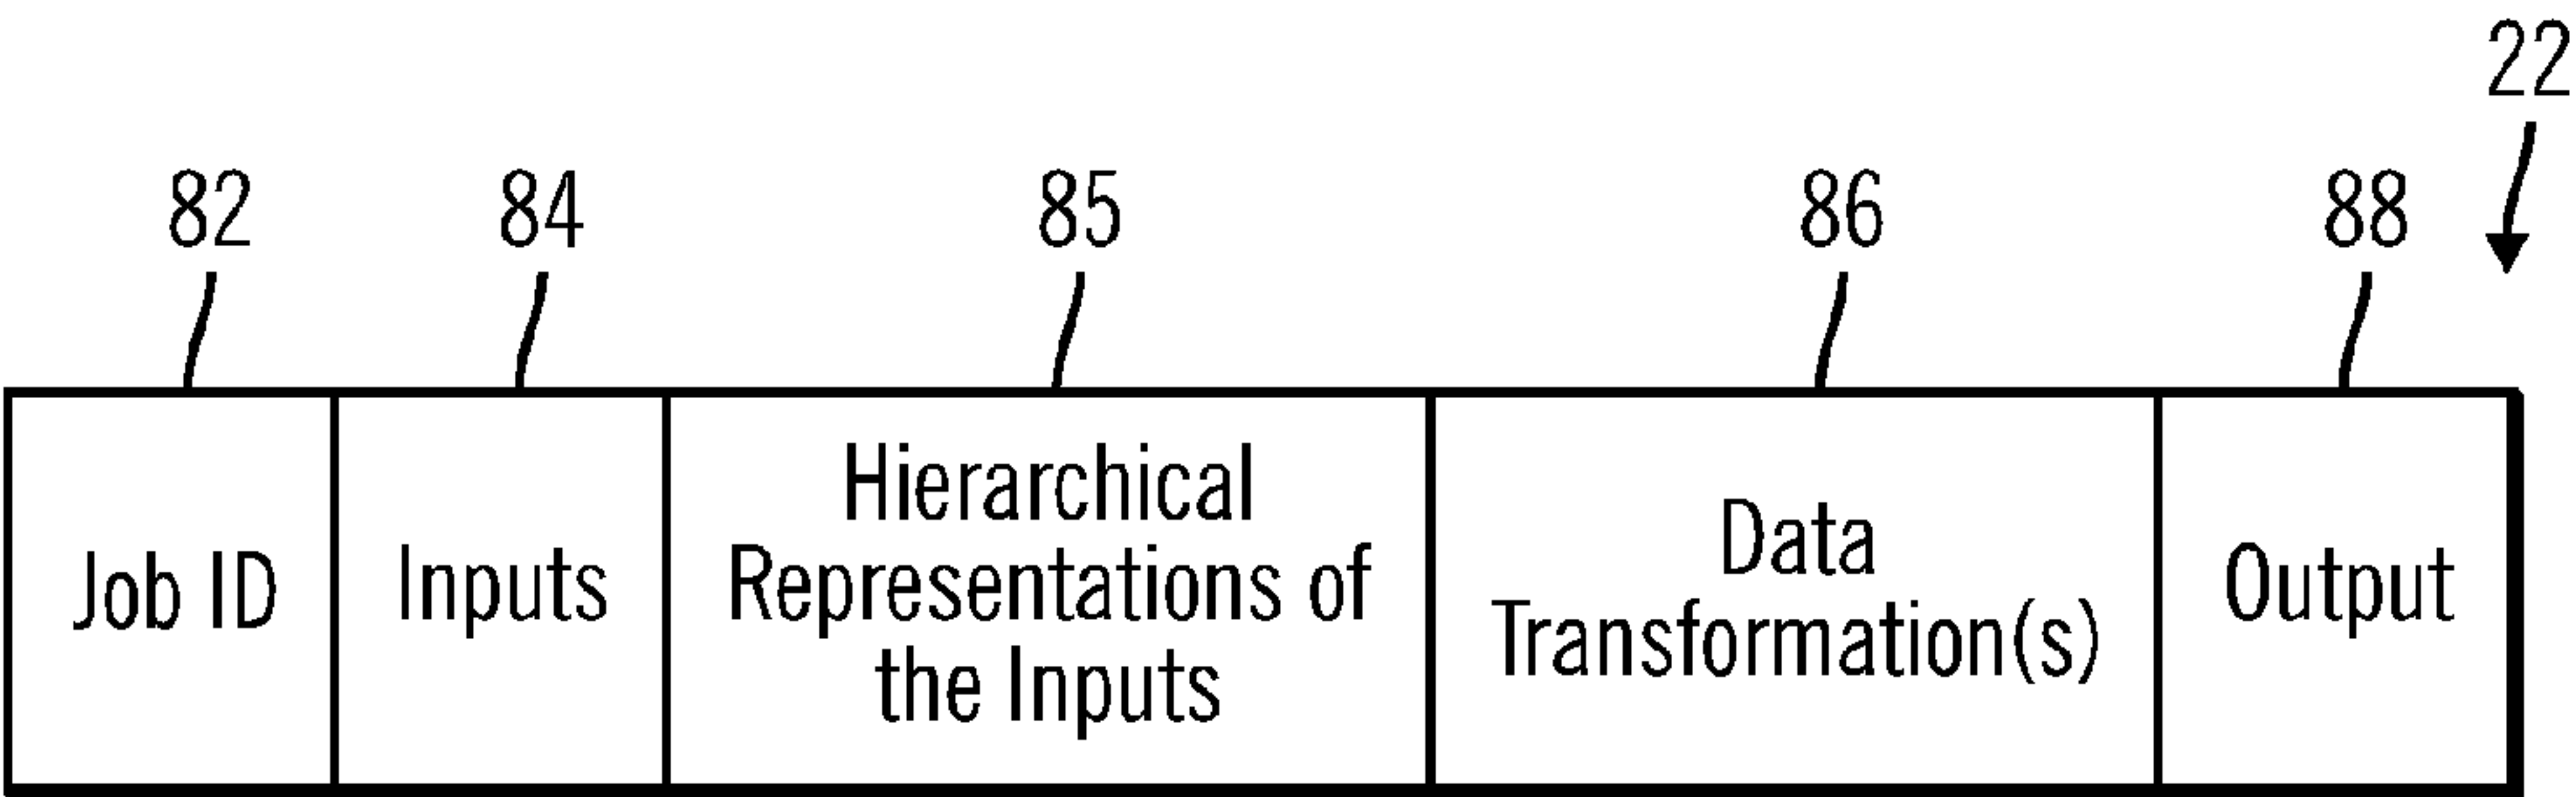 22
82 84 85 86 88
Job ID
Inputs
Hierarchical
Representations of
the Inputs
Data
Transformation(s)
Output